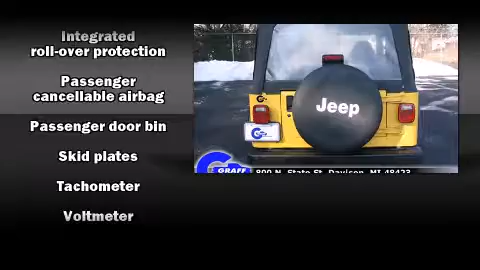 Integrated
roll-over protection
Passenger
cancellable airbag
Passenger door bin
Skid plates
Tachometer
Voltmeter
Jeep
GRAFF
800 N. State St. Davison, MI 48423